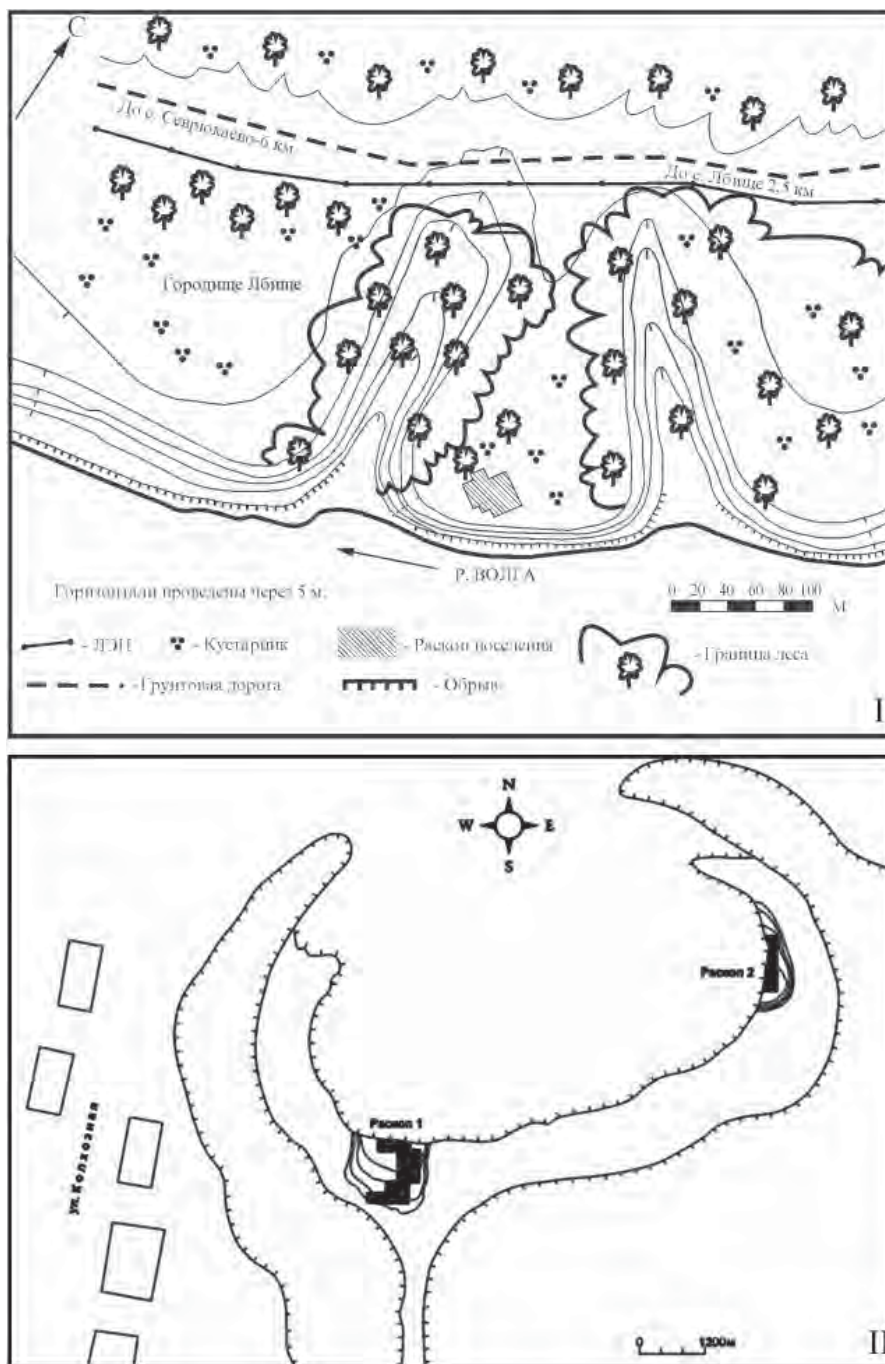 С
До с. Севрюкаево-6 км
До с. Лбище 2,5 км
Городище Лбище
Р. ВОЛГА
Горизонтали проведены через 5 м.
0 20 40 60 80 100
М
- ЛЭП
- Кустарник
- Раскоп поселения
- Граница леса
- Грунтовая дорога
- Обрыв
I
N
W E
S
Раскоп 2
Раскоп 1
ул. Колхозная
0 1200м
II